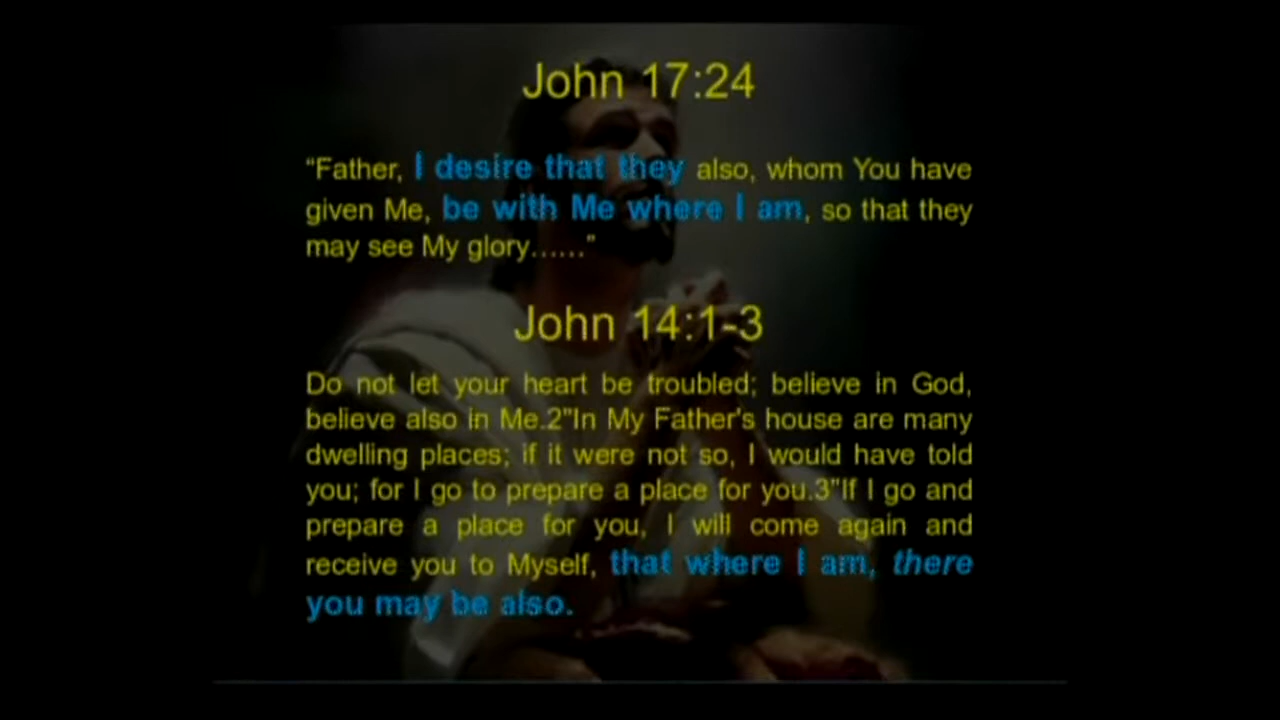 John 17:24
“Father, I desire that they also, whom You have
given Me, be with Me where I am, so that they
may see My glory……”
John 14:1-3
Do not let your heart be troubled; believe in God,
believe also in Me.2"In My Father's house are many
dwelling places; if it were not so, I would have told
you; for I go to prepare a place for you.3"If I go and
prepare a place for you, I will come again and
receive you to Myself, that where I am, there
you may be also.